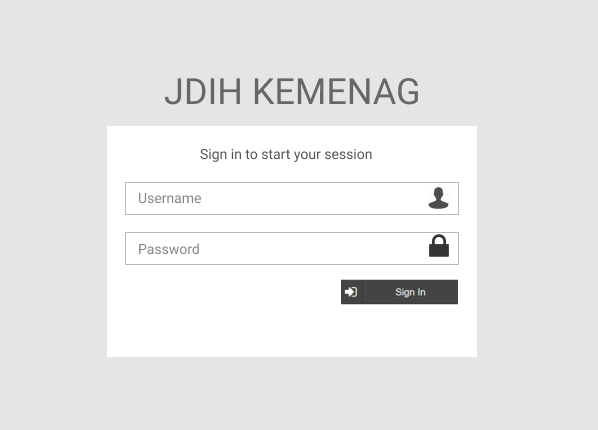 JDIH KEMENAG
Sign in to start your session
Username
Password
Sign In